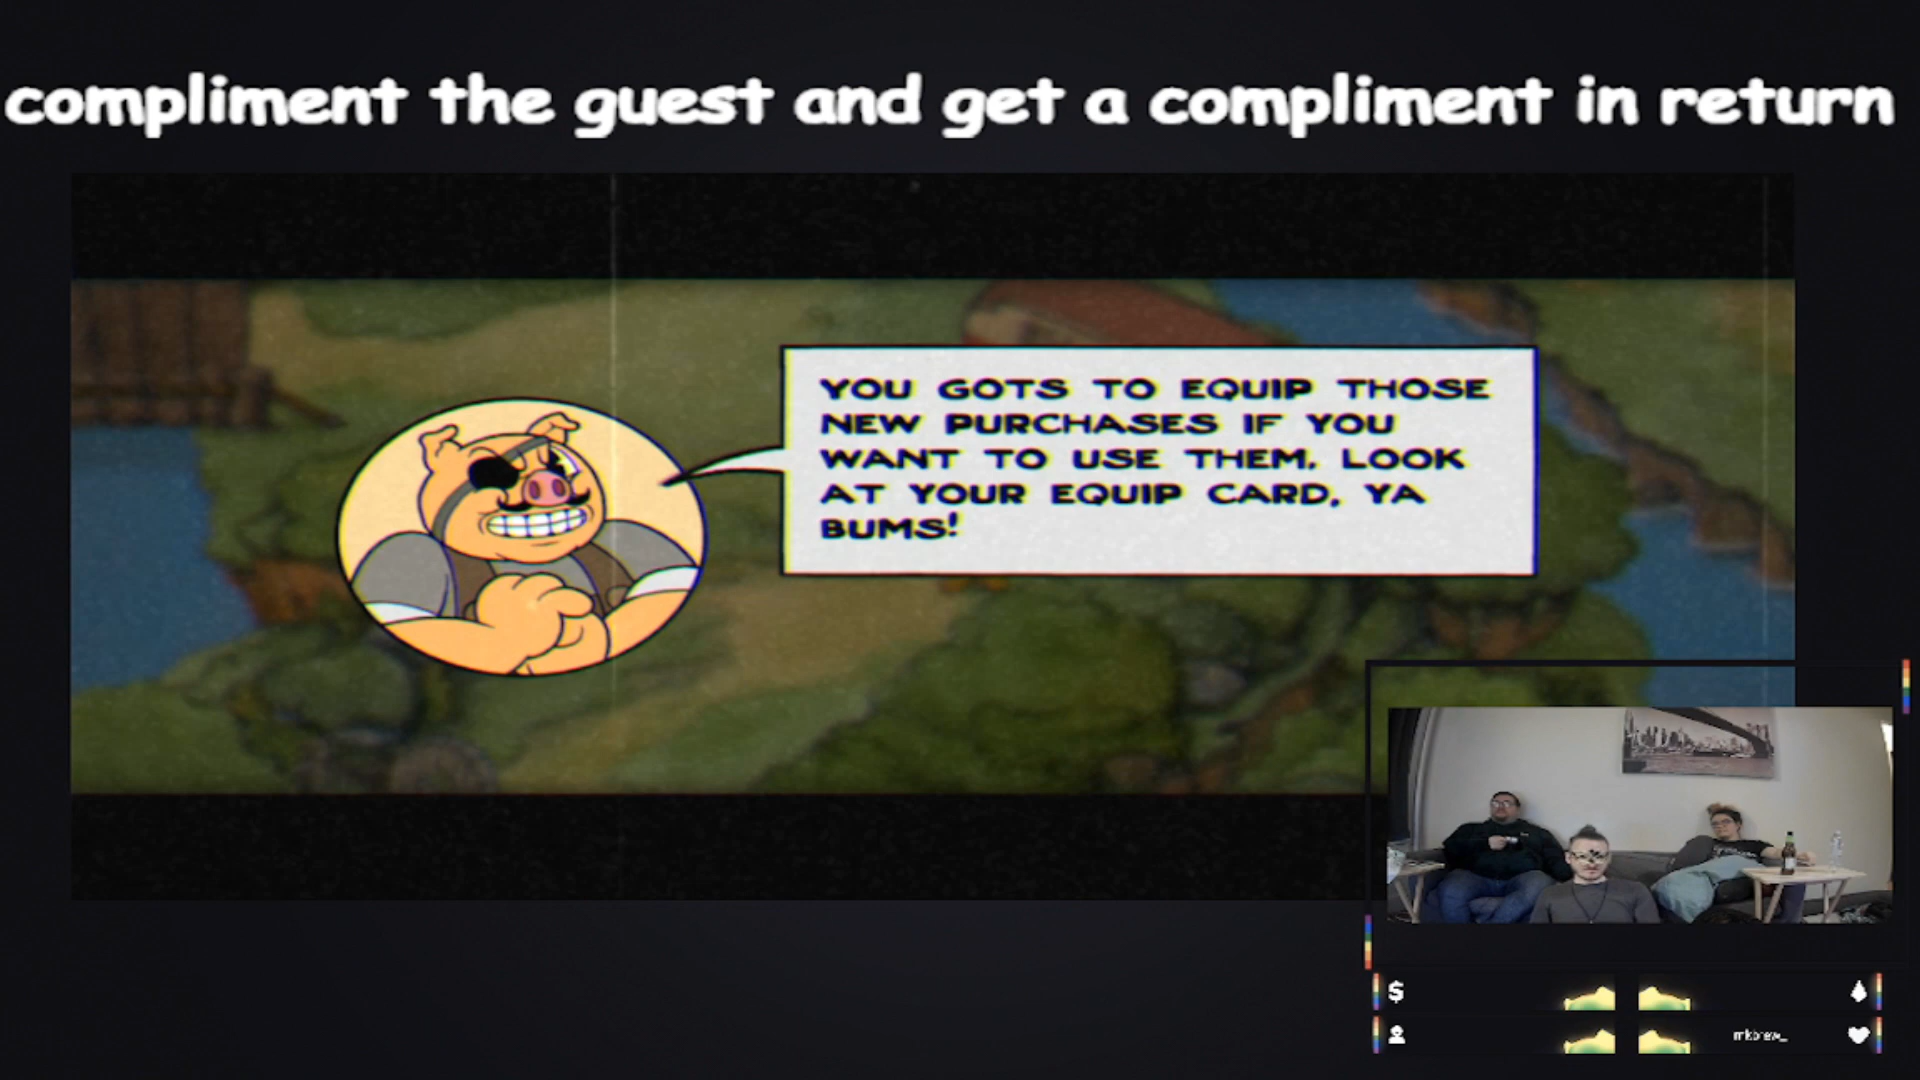 compliment the guest and get a compliment in return
YOU GOTS TO EQUIP THOSE
NEW PURCHASES IF YOU
WANT TO USE THEM. LOOK
AT YOUR EQUIP CARD, YA
BUMS!
$
mkbrew_